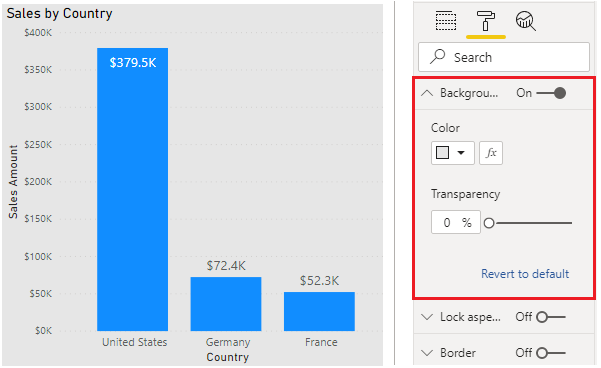 Sales by Country
$400K
$350K
$300K
$250K
$200K
$150K
$100K
$50K
$0K
Sales Amount
$379.5K
$72.4K
$52.3K
United States
Germany
France
Country
Search
Backgrou... On
Color
fx
Transparency
0 %
Revert to default
Lock aspe... Off
Border Off